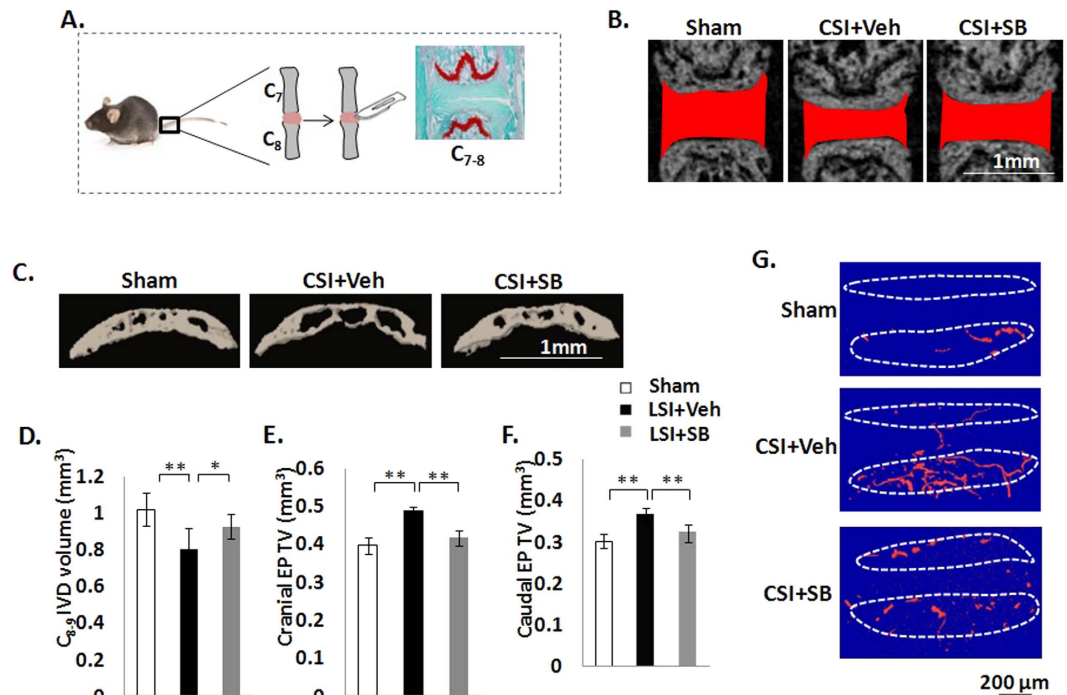 A.
C7
C8
C7-8
B.
Sham CSI+Veh CSI+SB
1mm
C.
Sham CSI+Veh CSI+SB
1mm
Sham
LSI+Veh
LSI+SB
D.
** *
C8-9 IVD volume (mm³)
1.2
1
0.8
0.6
0.4
0.2
0
E.
** **
Cranial EP TV (mm³)
0.6
0.5
0.4
0.3
0.2
0.1
0
F.
** **
Caudal EP TV (mm³)
0.5
0.4
0.3
0.2
0.1
0
G.
Sham
CSI+Veh
CSI+SB
200 μm